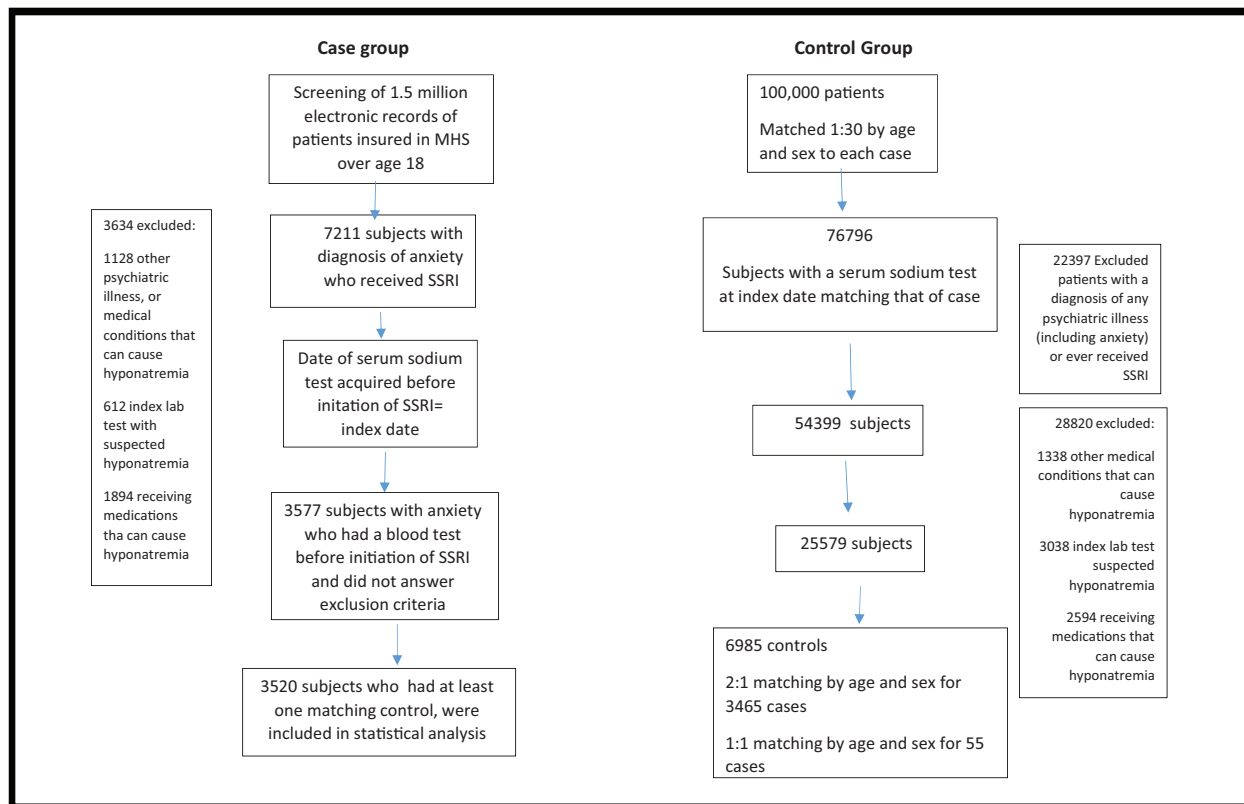 Case group
Screening of 1.5 million
electronic records of
patients insured in MHS
over age 18
3634 excluded:
1128 other
psychiatric
illness, or
medical
conditions that
can cause
hyponatremia
612 index lab
test with
suspected
hyponatremia
1894 receiving
medications
tha can cause
hyponatremia
7211 subjects with
diagnosis of anxiety
who received SSRI
Date of serum sodium
test acquired before
initation of SSRI=
index date
3577 subjects with anxiety
who had a blood test
before initiation of SSRI
and did not answer
exclusion criteria
3520 subjects who had at least
one matching control, were
included in statistical analysis
Control Group
100,000 patients
Matched 1:30 by age
and sex to each case
76796
Subjects with a serum sodium test
at index date matching that of case
22397 Excluded
patients with a
diagnosis of any
psychiatric illness
(including anxiety)
or ever received
SSRI
54399 subjects
28820 excluded:
1338 other medical
conditions that can
cause
hyponatremia
3038 index lab test
suspected
hyponatremia
2594 receiving
medications that
can cause
hyponatremia
25579 subjects
6985 controls
2:1 matching by age and sex for
3465 cases
1:1 matching by age and sex for 55
cases